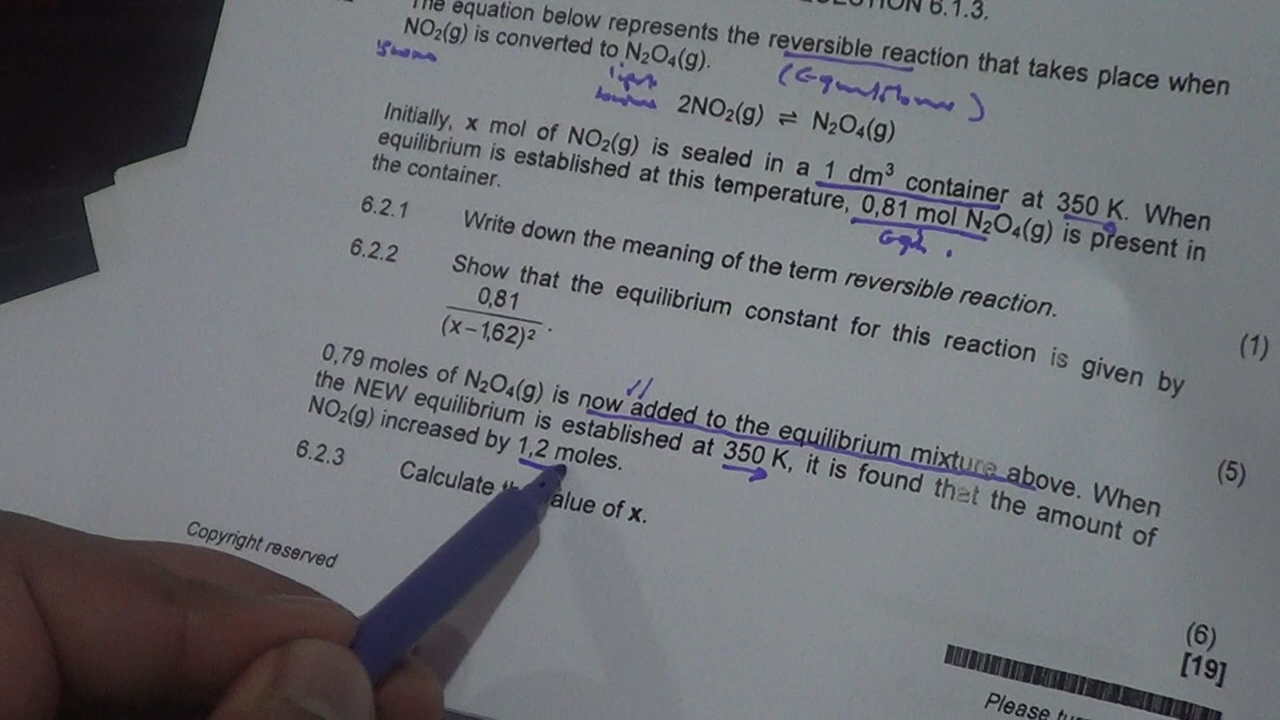 QUESTION 6.1.3.
The equation below represents the reversible reaction that takes place when
NO₂(g) is converted to N₂O₄(g).
2NO₂(g) ⇌ N₂O₄(g)
Initially, x mol of NO₂(g) is sealed in a 1 dm³ container at 350 K. When
equilibrium is established at this temperature, 0,81 mol N₂O₄(g) is present in
the container.
6.2.1 Write down the meaning of the term reversible reaction. (1)
6.2.2 Show that the equilibrium constant for this reaction is given by
0,81
(x−1,62)² . (5)
0,79 moles of N₂O₄(g) is now added to the equilibrium mixture above. When
the NEW equilibrium is established at 350 K, it is found that the amount of
NO₂(g) increased by 1,2 moles.
6.2.3 Calculate value of x. (6)
[19]
Copyright reserved
Please